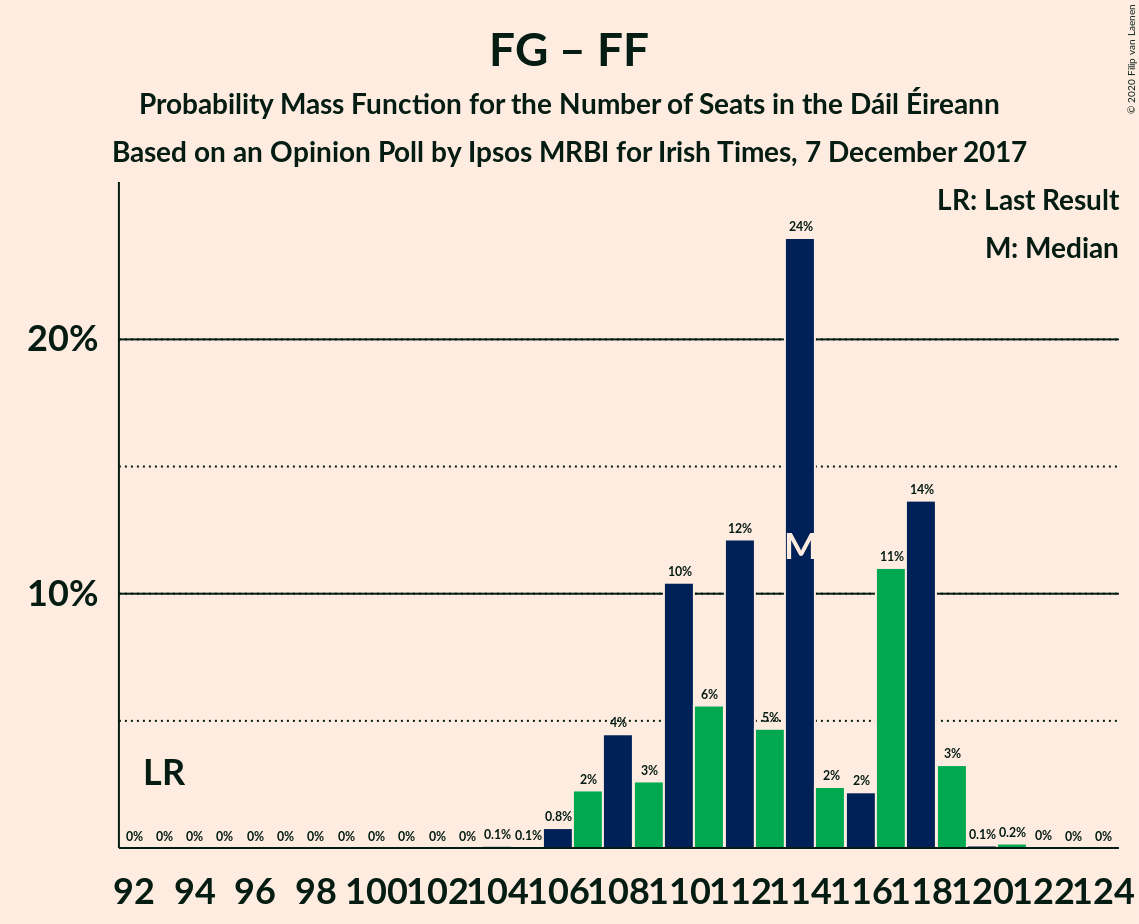 FG – FF
Probability Mass Function for the Number of Seats in the Dáil Éireann
Based on an Opinion Poll by Ipsos MRBI for Irish Times, 7 December 2017
© 2020 Filip van Laenen
LR: Last Result
M: Median
20%
10%
LR
M
0% 0% 0% 0% 0% 0% 0% 0% 0% 0% 0% 0% 0.1% 0.1% 0.8% 2% 4% 3% 10% 6% 12% 5% 24% 2% 2% 11% 14% 3% 0.1% 0.2% 0% 0% 0%
92 94 96 98 100 102 104 106 108 110 112 114 116 118 120 122 124